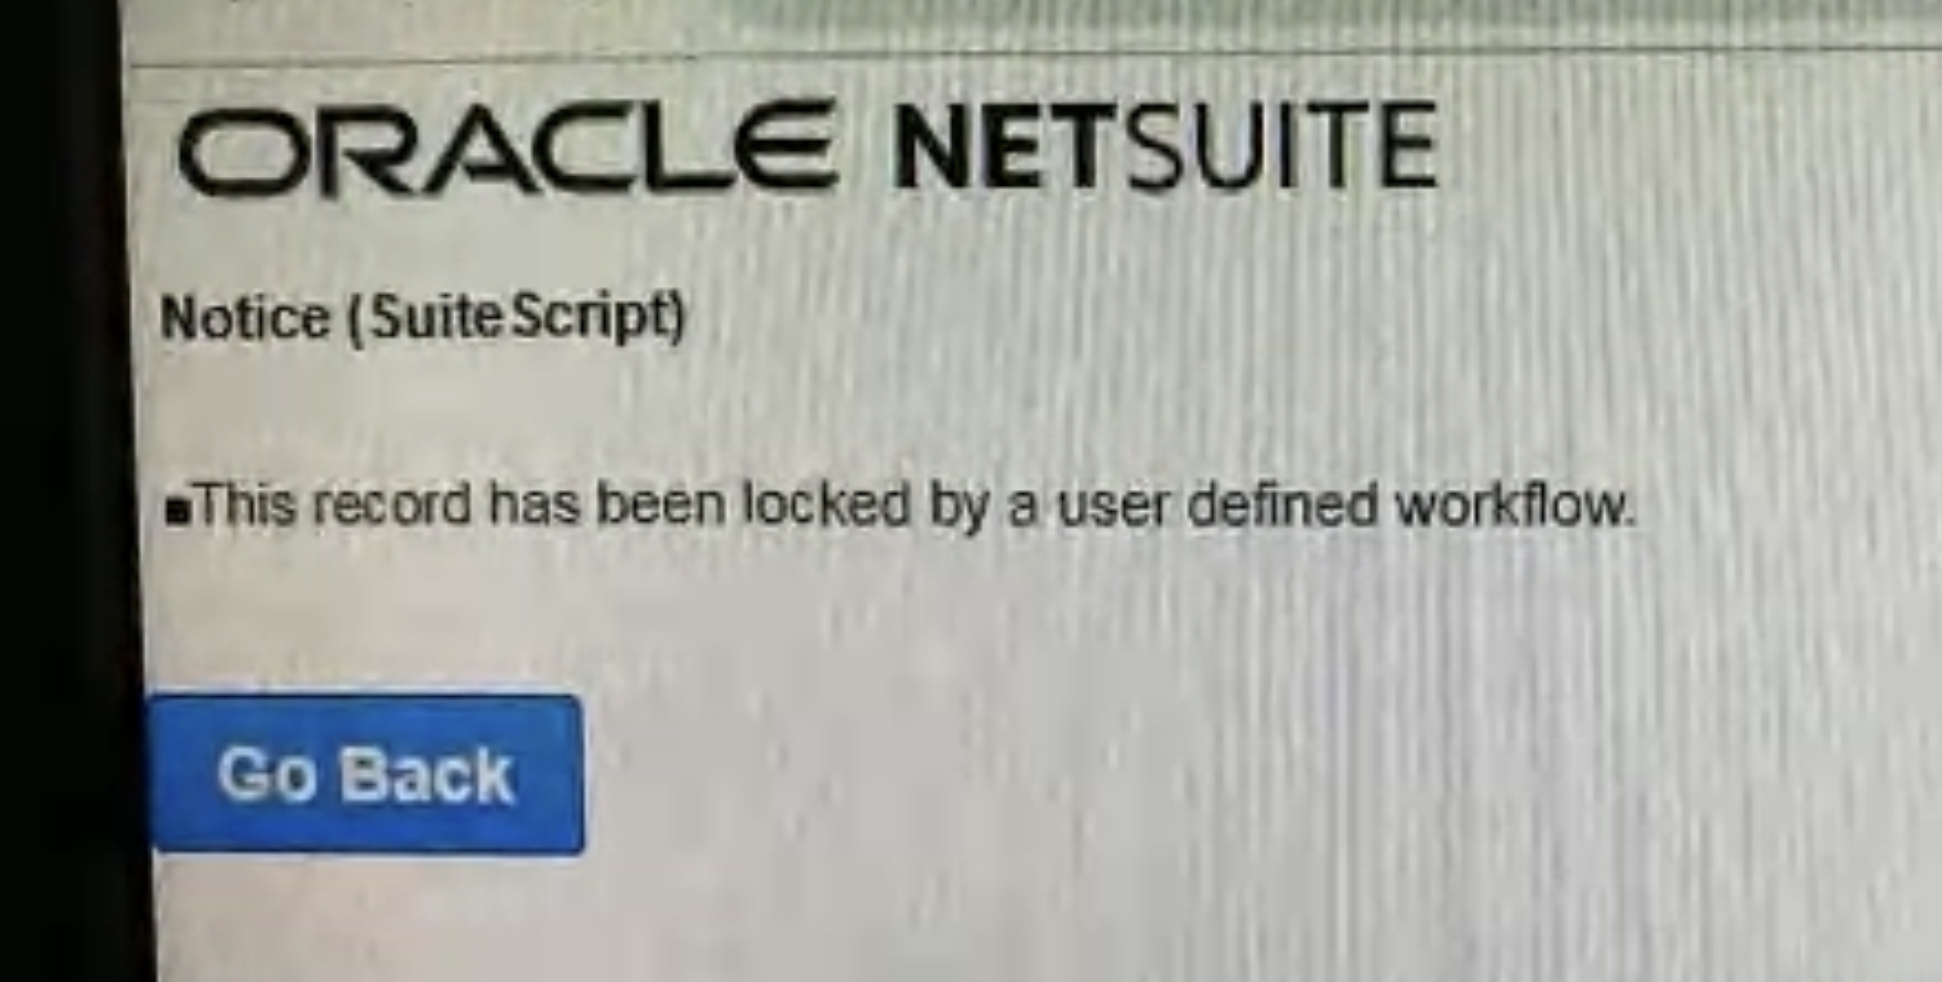 ORACLE NETSUITE
Notice (SuiteScript)
▪This record has been locked by a user defined workflow.
Go Back